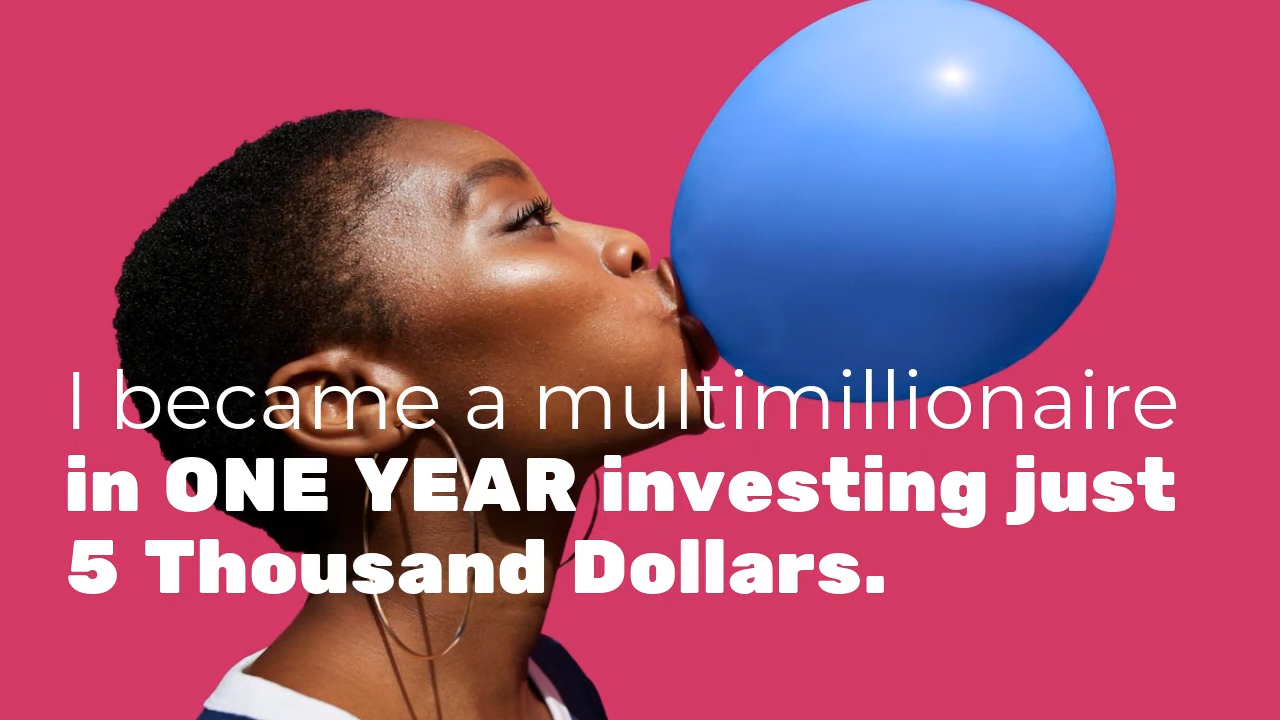 I became a multimillionaire
in ONE YEAR investing just
5 Thousand Dollars.